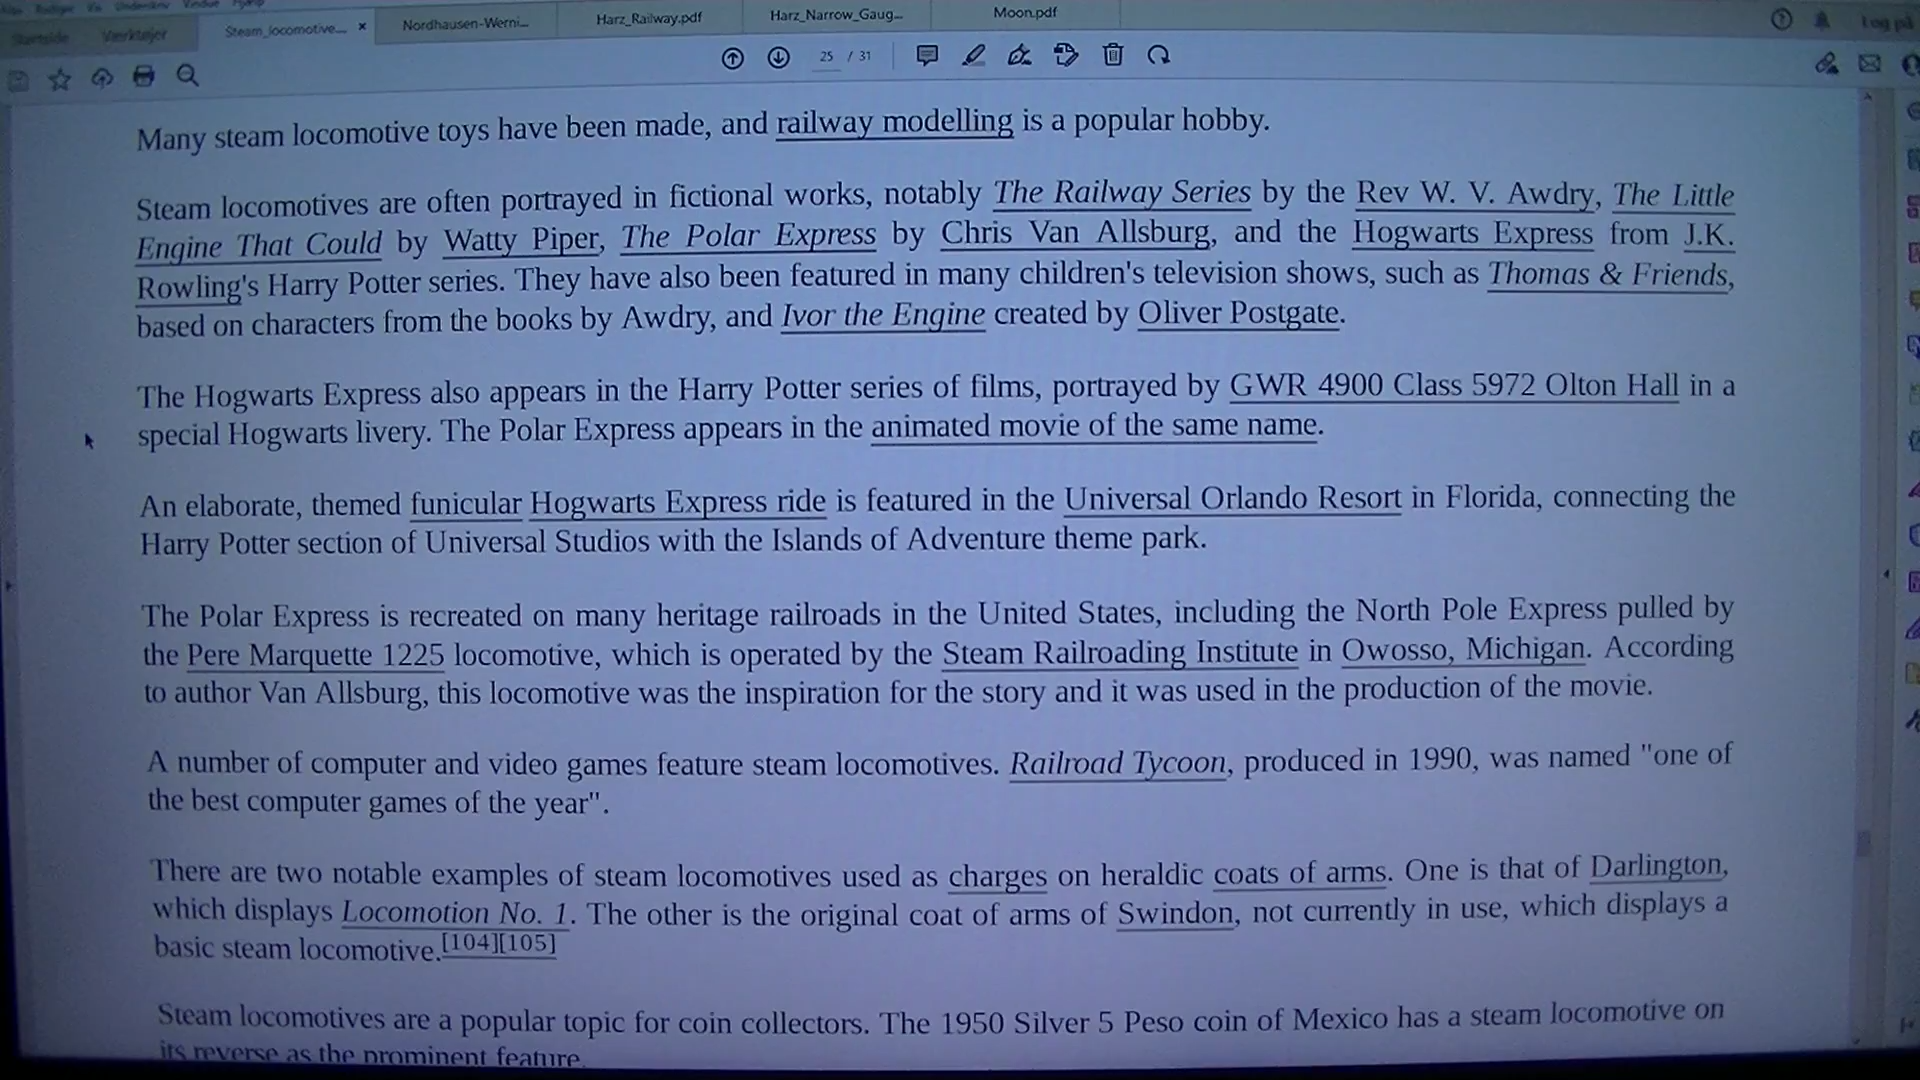 Vis Underskriv Vindue Hjælp
Startside Værktøjer Steam_locomotive... × Nordhausen-Werni... Harz_Railway.pdf Harz_Narrow_Gaug... Moon.pdf Log på
25 / 31
Many steam locomotive toys have been made, and railway modelling is a popular hobby.
Steam locomotives are often portrayed in fictional works, notably The Railway Series by the Rev W. V. Awdry, The Little
Engine That Could by Watty Piper, The Polar Express by Chris Van Allsburg, and the Hogwarts Express from J.K.
Rowling's Harry Potter series. They have also been featured in many children's television shows, such as Thomas & Friends,
based on characters from the books by Awdry, and Ivor the Engine created by Oliver Postgate.
The Hogwarts Express also appears in the Harry Potter series of films, portrayed by GWR 4900 Class 5972 Olton Hall in a
special Hogwarts livery. The Polar Express appears in the animated movie of the same name.
An elaborate, themed funicular Hogwarts Express ride is featured in the Universal Orlando Resort in Florida, connecting the
Harry Potter section of Universal Studios with the Islands of Adventure theme park.
The Polar Express is recreated on many heritage railroads in the United States, including the North Pole Express pulled by
the Pere Marquette 1225 locomotive, which is operated by the Steam Railroading Institute in Owosso, Michigan. According
to author Van Allsburg, this locomotive was the inspiration for the story and it was used in the production of the movie.
A number of computer and video games feature steam locomotives. Railroad Tycoon, produced in 1990, was named "one of
the best computer games of the year".
There are two notable examples of steam locomotives used as charges on heraldic coats of arms. One is that of Darlington,
which displays Locomotion No. 1. The other is the original coat of arms of Swindon, not currently in use, which displays a
basic steam locomotive.[104][105]
Steam locomotives are a popular topic for coin collectors. The 1950 Silver 5 Peso coin of Mexico has a steam locomotive on
its reverse as the prominent feature.